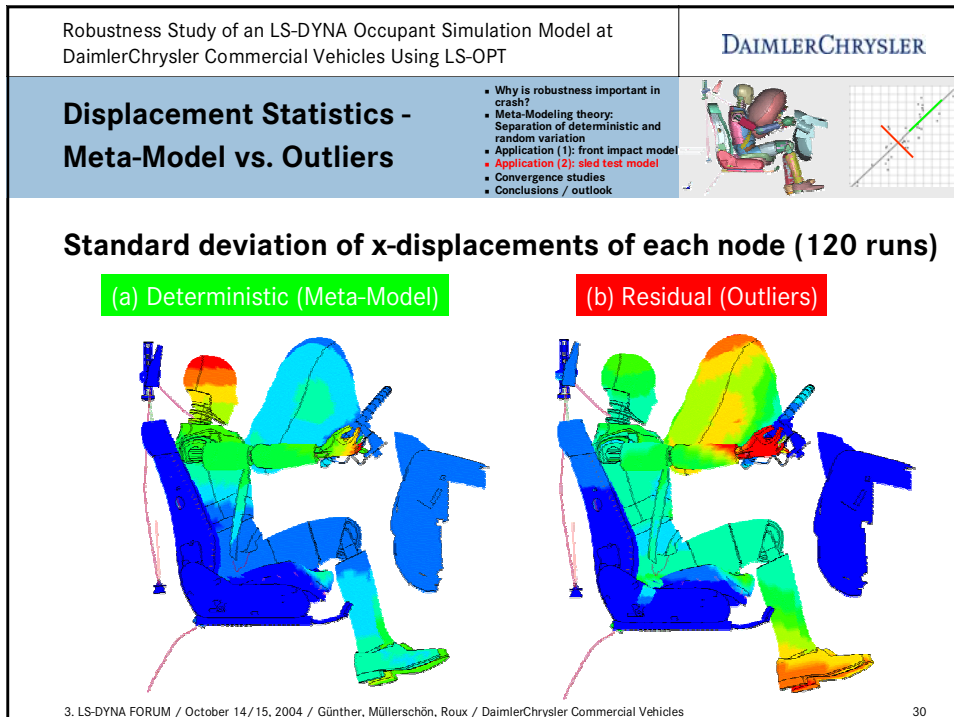 Robustness Study of an LS-DYNA Occupant Simulation Model at
DaimlerChrysler Commercial Vehicles Using LS-OPT
DAIMLERCHRYSLER
Displacement Statistics -
Meta-Model vs. Outliers
▪ Why is robustness important in
crash?
▪ Meta-Modeling theory:
Separation of deterministic and
random variation
▪ Application (1): front impact model
▪ Application (2): sled test model
▪ Convergence studies
▪ Conclusions / outlook
Standard deviation of x-displacements of each node (120 runs)
(a) Deterministic (Meta-Model)
(b) Residual (Outliers)
3. LS-DYNA FORUM / October 14/15, 2004 / Günther, Müllerschön, Roux / DaimlerChrysler Commercial Vehicles
30